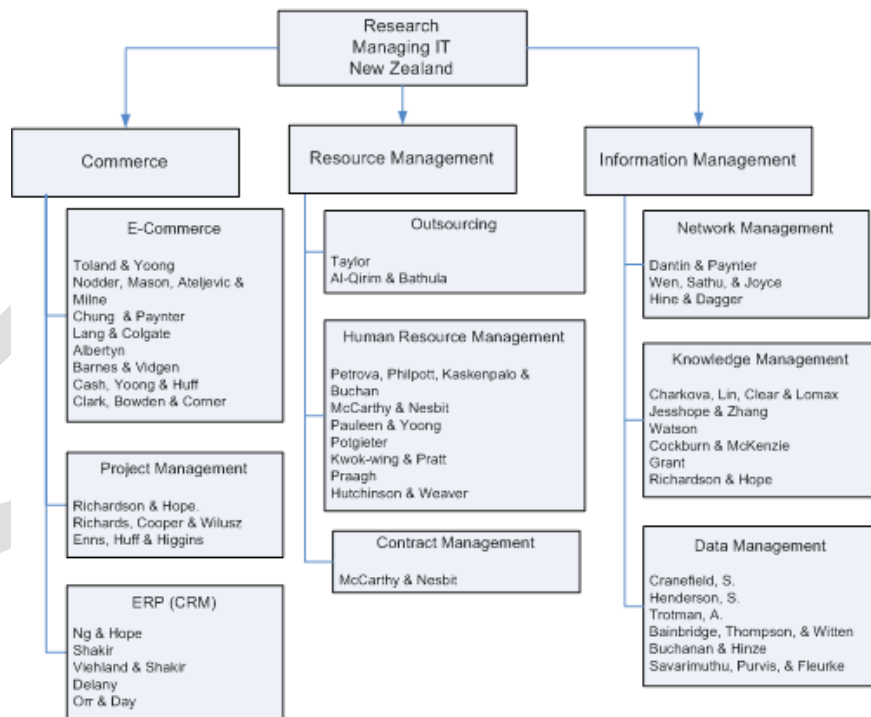 Research
Managing IT
New Zealand
Commerce
E-Commerce
Toland & Yoong
Nodder, Mason, Ateljevic &
Milne
Chung & Paynter
Lang & Colgate
Albertyn
Barnes & Vidgen
Cash, Yoong & Huff
Clark, Bowden & Corner
Project Management
Richardson & Hope.
Richards, Cooper & Wilusz
Enns, Huff & Higgins
ERP (CRM)
Ng & Hope
Shakir
Viehland & Shakir
Delany
Orr & Day
Resource Management
Outsourcing
Taylor
Al-Qirim & Bathula
Human Resource Management
Petrova, Philpott, Kaskenpalo &
Buchan
McCarthy & Nesbit
Pauleen & Yoong
Potgieter
Kwok-wing & Pratt
Praagh
Hutchinson & Weaver
Contract Management
McCarthy & Nesbit
Information Management
Network Management
Dantin & Paynter
Wen, Sathu, & Joyce
Hine & Dagger
Knowledge Management
Charkova, Lin, Clear & Lomax
Jesshope & Zhang
Watson
Cockburn & McKenzie
Grant
Richardson & Hope
Data Management
Cranefield, S.
Henderson, S.
Trotman, A.
Bainbridge, Thompson, & Witten
Buchanan & Hinze
Savarimuthu, Purvis, & Fleurke